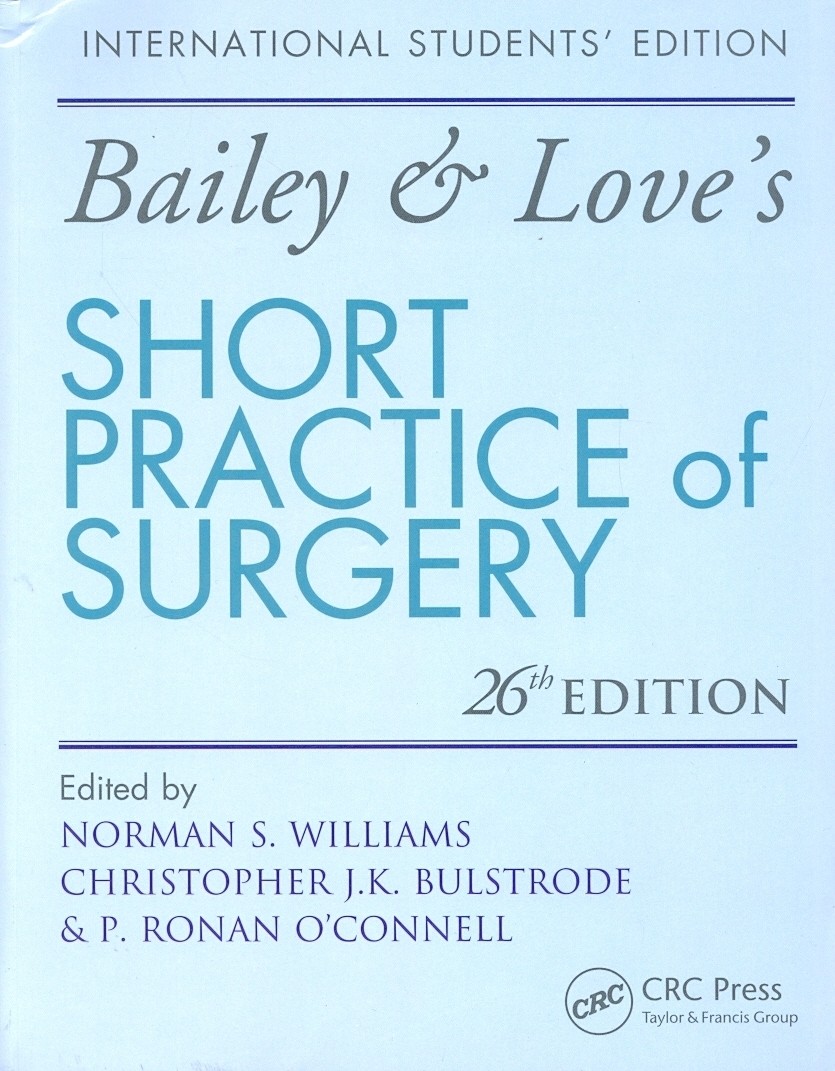 INTERNATIONAL STUDENTS' EDITION
Bailey & Love's
SHORT
PRACTICE of
SURGERY
26th EDITION
Edited by
NORMAN S. WILLIAMS
CHRISTOPHER J.K. BULSTRODE
& P. RONAN O'CONNELL
CRC
CRC Press
Taylor & Francis Group